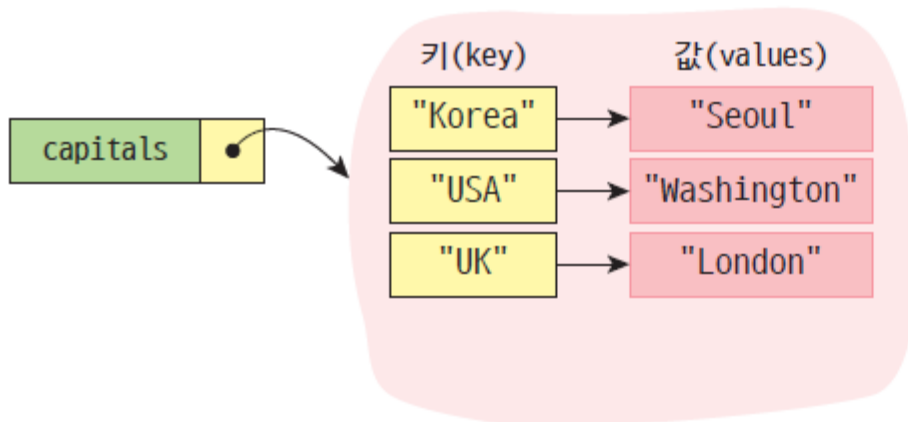 키(key) 값(values)
capitals
"Korea" "Seoul"
"USA" "Washington"
"UK" "London"